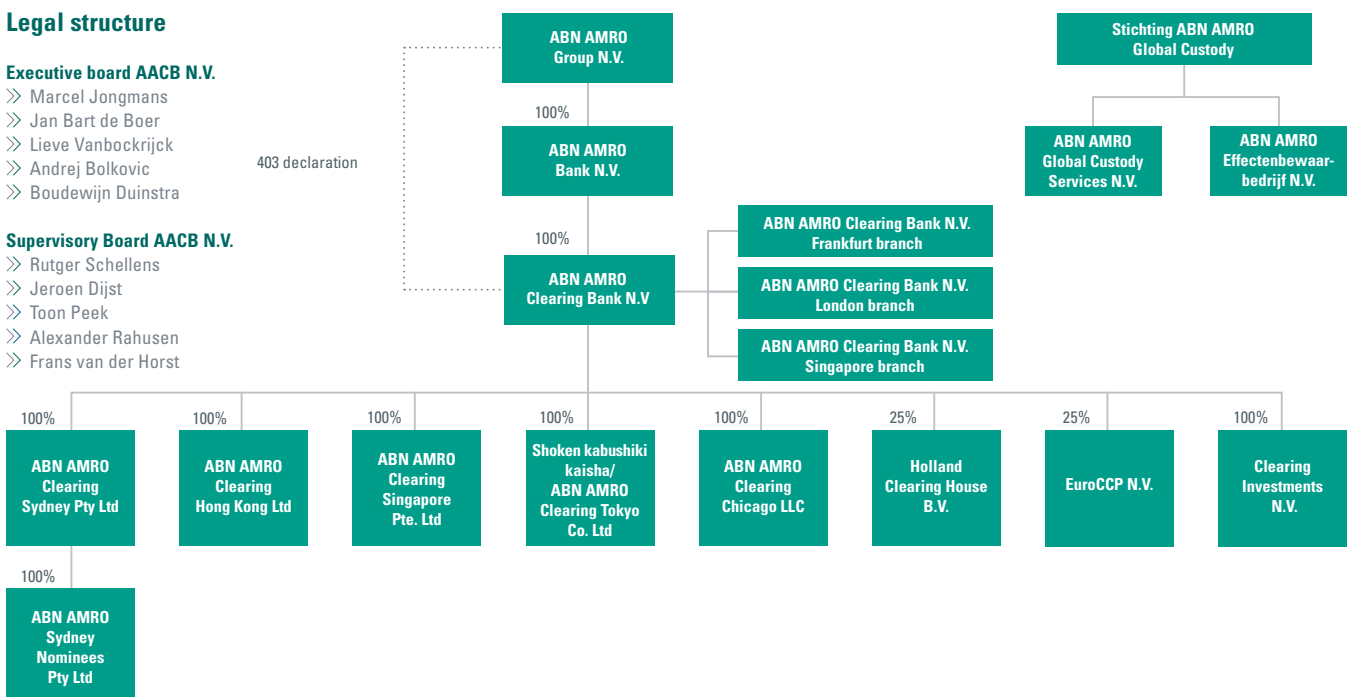 Legal structure
Executive board AACB N.V.
Marcel Jongmans
Jan Bart de Boer
Lieve Vanbockrijck
Andrej Bolkovic
Boudewijn Duinstra
Supervisory Board AACB N.V.
Rutger Schellens
Jeroen Dijst
Toon Peek
Alexander Rahusen
Frans van der Horst
403 declaration
ABN AMRO
Group N.V.
100%
ABN AMRO
Bank N.V.
100%
ABN AMRO
Clearing Bank N.V
Stichting ABN AMRO
Global Custody
ABN AMRO
Global Custody
Services N.V.
ABN AMRO
Effectenbewaar-
bedrijf N.V.
ABN AMRO Clearing Bank N.V.
Frankfurt branch
ABN AMRO Clearing Bank N.V.
London branch
ABN AMRO Clearing Bank N.V.
Singapore branch
100%
ABN AMRO
Clearing
Sydney Pty Ltd
100%
ABN AMRO
Clearing
Hong Kong Ltd
100%
ABN AMRO
Clearing
Singapore
Pte. Ltd
100%
Shoken kabushiki
kaisha/
ABN AMRO
Clearing Tokyo
Co. Ltd
100%
ABN AMRO
Clearing
Chicago LLC
25%
Holland
Clearing House
B.V.
25%
EuroCCP N.V.
100%
Clearing
Investments
N.V.
100%
ABN AMRO
Sydney
Nominees
Pty Ltd